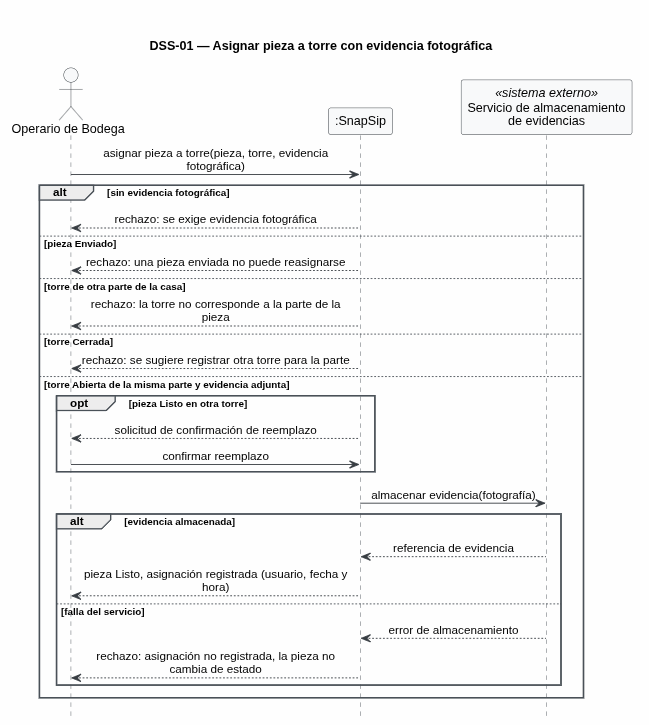 DSS-01 — Asignar pieza a torre con evidencia fotográfica
«sistema externo»
Servicio de almacenamiento
de evidencias
:SnapSip
Operario de Bodega
asignar pieza a torre(pieza, torre, evidencia
fotográfica)
alt
[sin evidencia fotográfica]
rechazo: se exige evidencia fotográfica
[pieza Enviado]
rechazo: una pieza enviada no puede reasignarse
[torre de otra parte de la casa]
rechazo: la torre no corresponde a la parte de la
pieza
[torre Cerrada]
rechazo: se sugiere registrar otra torre para la parte
[torre Abierta de la misma parte y evidencia adjunta]
opt
[pieza Listo en otra torre]
solicitud de confirmación de reemplazo
confirmar reemplazo
almacenar evidencia(fotografía)
alt
[evidencia almacenada]
referencia de evidencia
pieza Listo, asignación registrada (usuario, fecha y
hora)
[falla del servicio]
error de almacenamiento
rechazo: asignación no registrada, la pieza no
cambia de estado